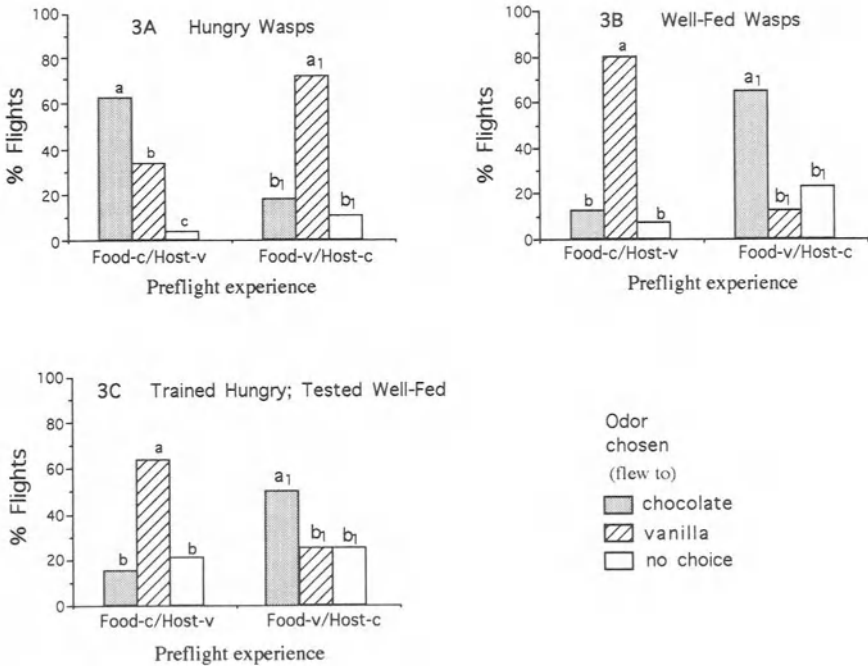 3A Hungry Wasps
100
80
60
40
20
0
% Flights
a
b
c
b1
a1
b1
Food-c/Host-v
Food-v/Host-c
Preflight experience
3B Well-Fed Wasps
100
80
60
40
20
0
% Flights
b
a
b
a1
b1
b1
Food-c/Host-v
Food-v/Host-c
Preflight experience
3C Trained Hungry; Tested Well-Fed
100
80
60
40
20
0
% Flights
b
a
b
a1
b1
b1
Food-c/Host-v
Food-v/Host-c
Preflight experience
Odor
chosen
(flew to)
chocolate
vanilla
no choice